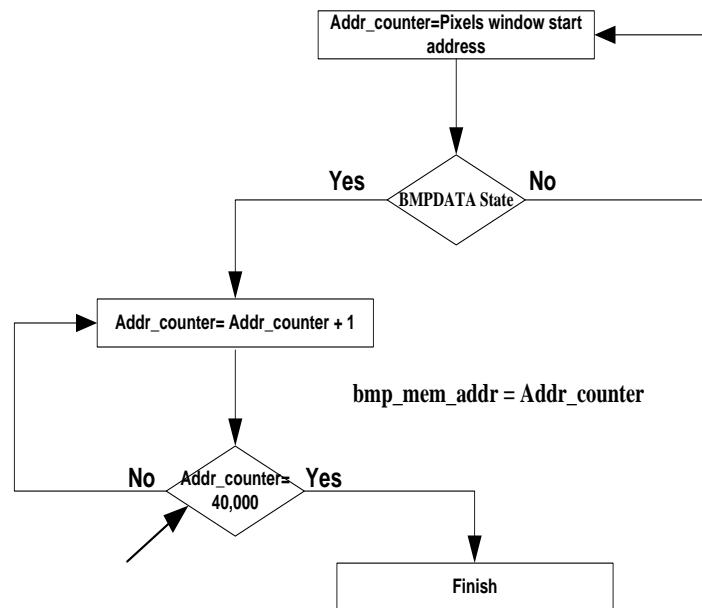 Addr_counter=Pixels window start
address
Yes
BMPDATA State
No
Addr_counter= Addr_counter + 1
bmp_mem_addr = Addr_counter
No
Addr_counter=
40,000
Yes
Finish